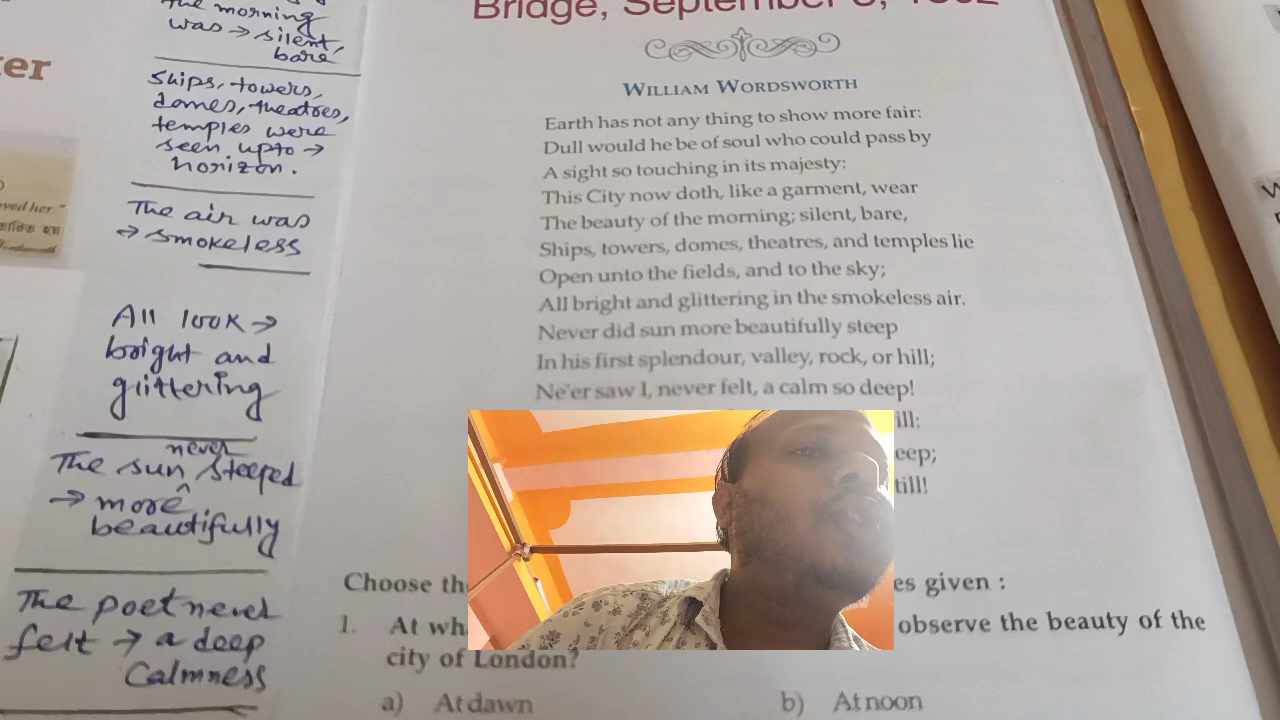 the morning
was → silent,
bare
ships, towers,
domes, theatres,
temples were
seen upto →
horizon.
The air was
→ smokeless
All look →
bright and
glittering
never
The sun ^ steeped
→ more
beautifully
The poet never
felt → a deep
Calmness
ter
oved her."
Bridge, September 3, 1802
WILLIAM WORDSWORTH
Earth has not any thing to show more fair:
Dull would he be of soul who could pass by
A sight so touching in its majesty:
This City now doth, like a garment, wear
The beauty of the morning; silent, bare,
Ships, towers, domes, theatres, and temples lie
Open unto the fields, and to the sky;
All bright and glittering in the smokeless air.
Never did sun more beautifully steep
In his first splendour, valley, rock, or hill;
Ne'er saw I, never felt, a calm so deep!
ill:
eep;
till!
Choose th es given :
1. At wh observe the beauty of the
city of London?
a) At dawn b) At noon